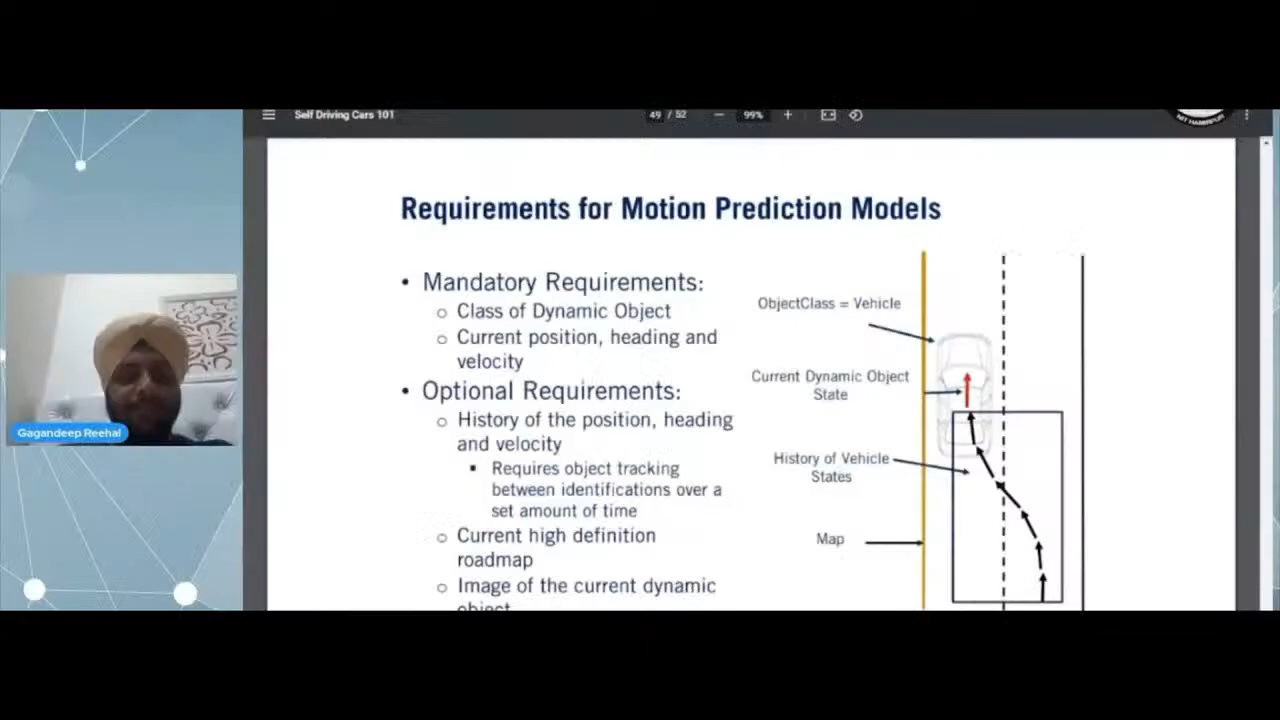 Self Driving Cars 101
49 / 52
99%
NIT HAMIRPUR
Requirements for Motion Prediction Models
• Mandatory Requirements:
o Class of Dynamic Object
o Current position, heading and
velocity
• Optional Requirements:
o History of the position, heading
and velocity
▪ Requires object tracking
between identifications over a
set amount of time
o Current high definition
roadmap
o Image of the current dynamic
object
ObjectClass = Vehicle
Current Dynamic Object
State
History of Vehicle
States
Map
Gagandeep Reehal